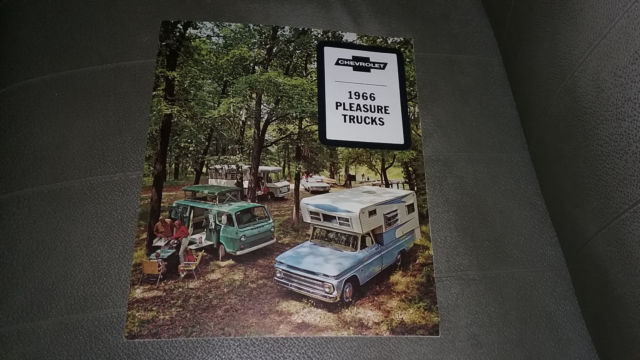 CHEVROLET
1966
PLEASURE
TRUCKS